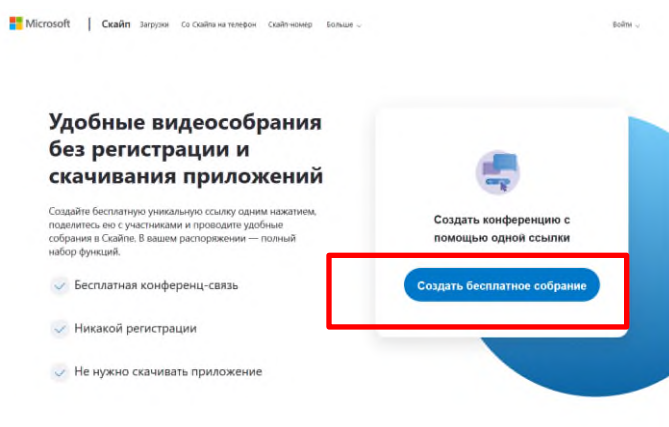 Microsoft | Скайп Загрузки Со Скайпа на телефон Скайп-номер Больше Войти
Удобные видеособрания
без регистрации и
скачивания приложений
Создайте бесплатную уникальную ссылку одним нажатием,
поделитесь ею с участниками и проводите удобные
собрания в Скайпе. В вашем распоряжении — полный
набор функций.
Бесплатная конференц-связь
Никакой регистрации
Не нужно скачивать приложение
Создать конференцию с
помощью одной ссылки
Создать бесплатное собрание